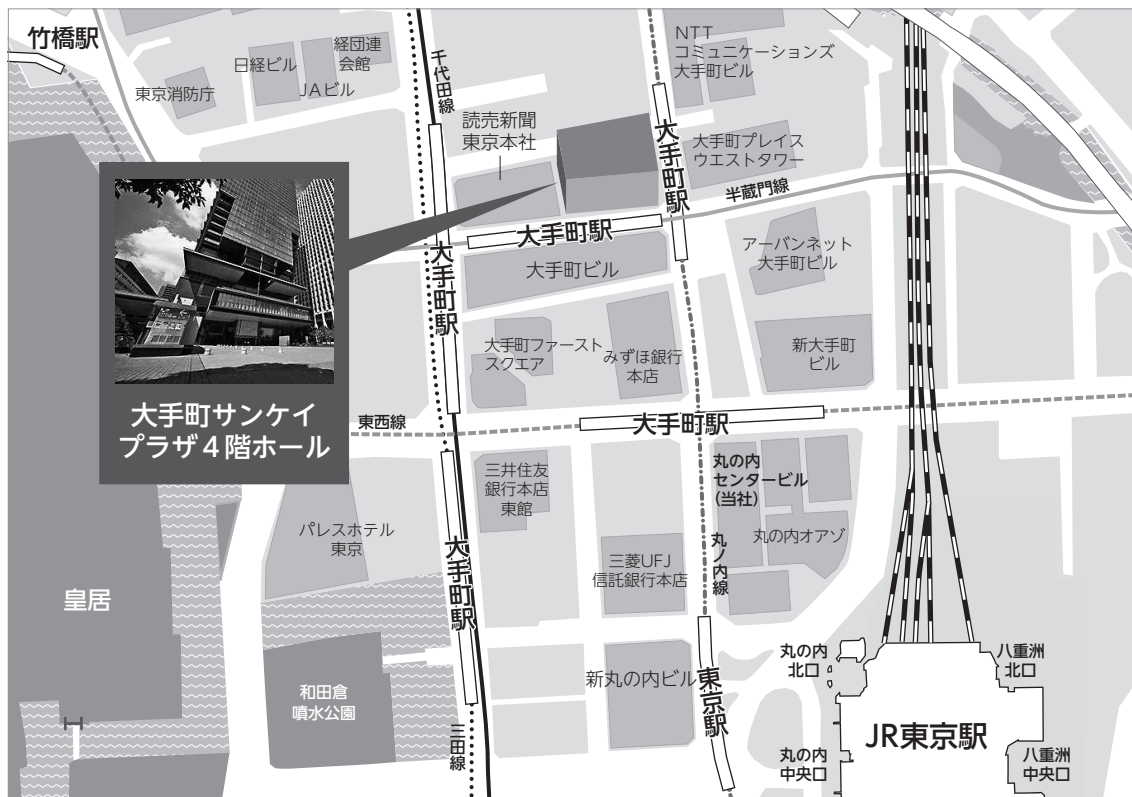 竹橋駅
日経ビル
経団連
会館
JAビル
東京消防庁
千代田線
NTT
コミュニケーションズ
大手町ビル
読売新聞
東京本社
大手町駅
大手町プレイス
ウエストタワー
半蔵門線
大手町駅
大手町駅
大手町ビル
アーバンネット
大手町ビル
大手町ファースト
スクエア
みずほ銀行
本店
新大手町
ビル
大手町サンケイ
プラザ4階ホール
東西線
大手町駅
三井住友
銀行本店
東館
丸の内
センタービル
(当社)
パレスホテル
東京
大手町駅
丸の内オアゾ
丸ノ内線
三菱UFJ
信託銀行本店
皇居
和田倉
噴水公園
新丸の内ビル
東京駅
丸の内
北口
八重洲
北口
三田線
JR東京駅
丸の内
中央口
八重洲
中央口